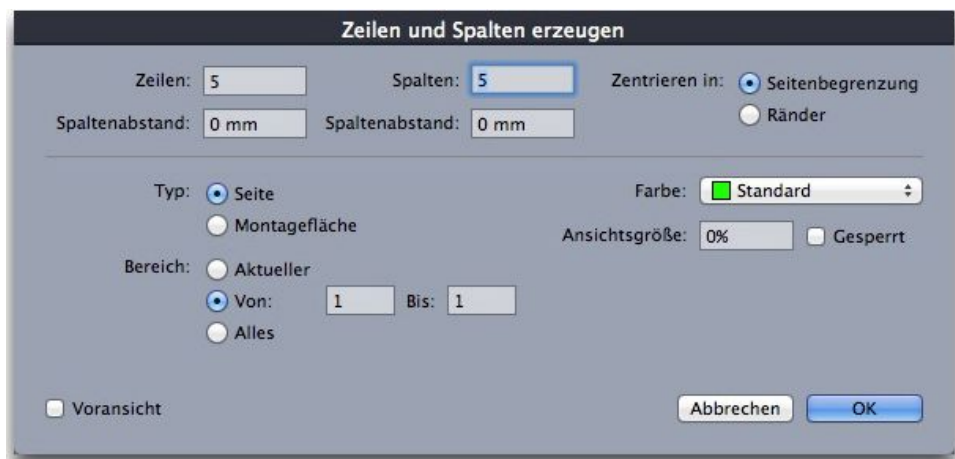 Zeilen und Spalten erzeugen
Zeilen: 5 Spalten: 5 Zentrieren in: Seitenbegrenzung
Spaltenabstand: 0 mm Spaltenabstand: 0 mm Ränder
Typ: Seite Farbe: Standard
Montagefläche Ansichtsgröße: 0% Gesperrt
Bereich: Aktueller
Von: 1 Bis: 1
Alles
Voransicht Abbrechen OK